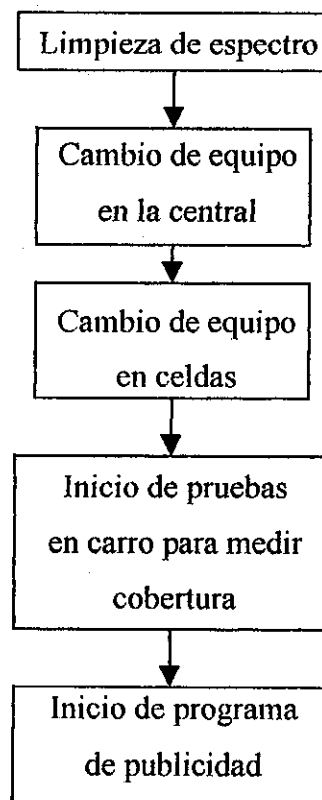 Limpieza de espectro
Cambio de equipo
en la central
Cambio de equipo
en celdas
Inicio de pruebas
en carro para medir
cobertura
Inicio de programa
de publicidad